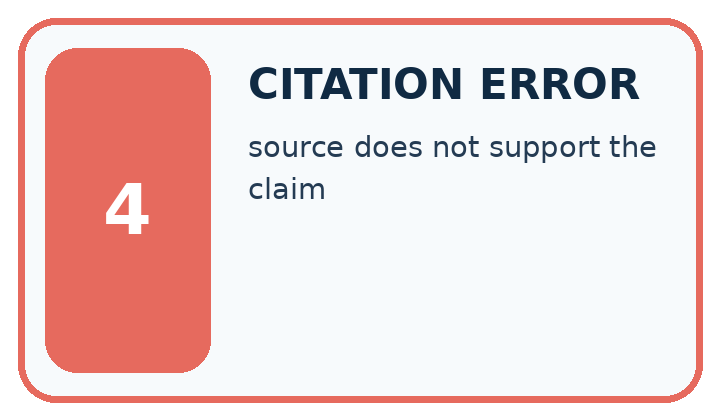 4
CITATION ERROR
source does not support the
claim